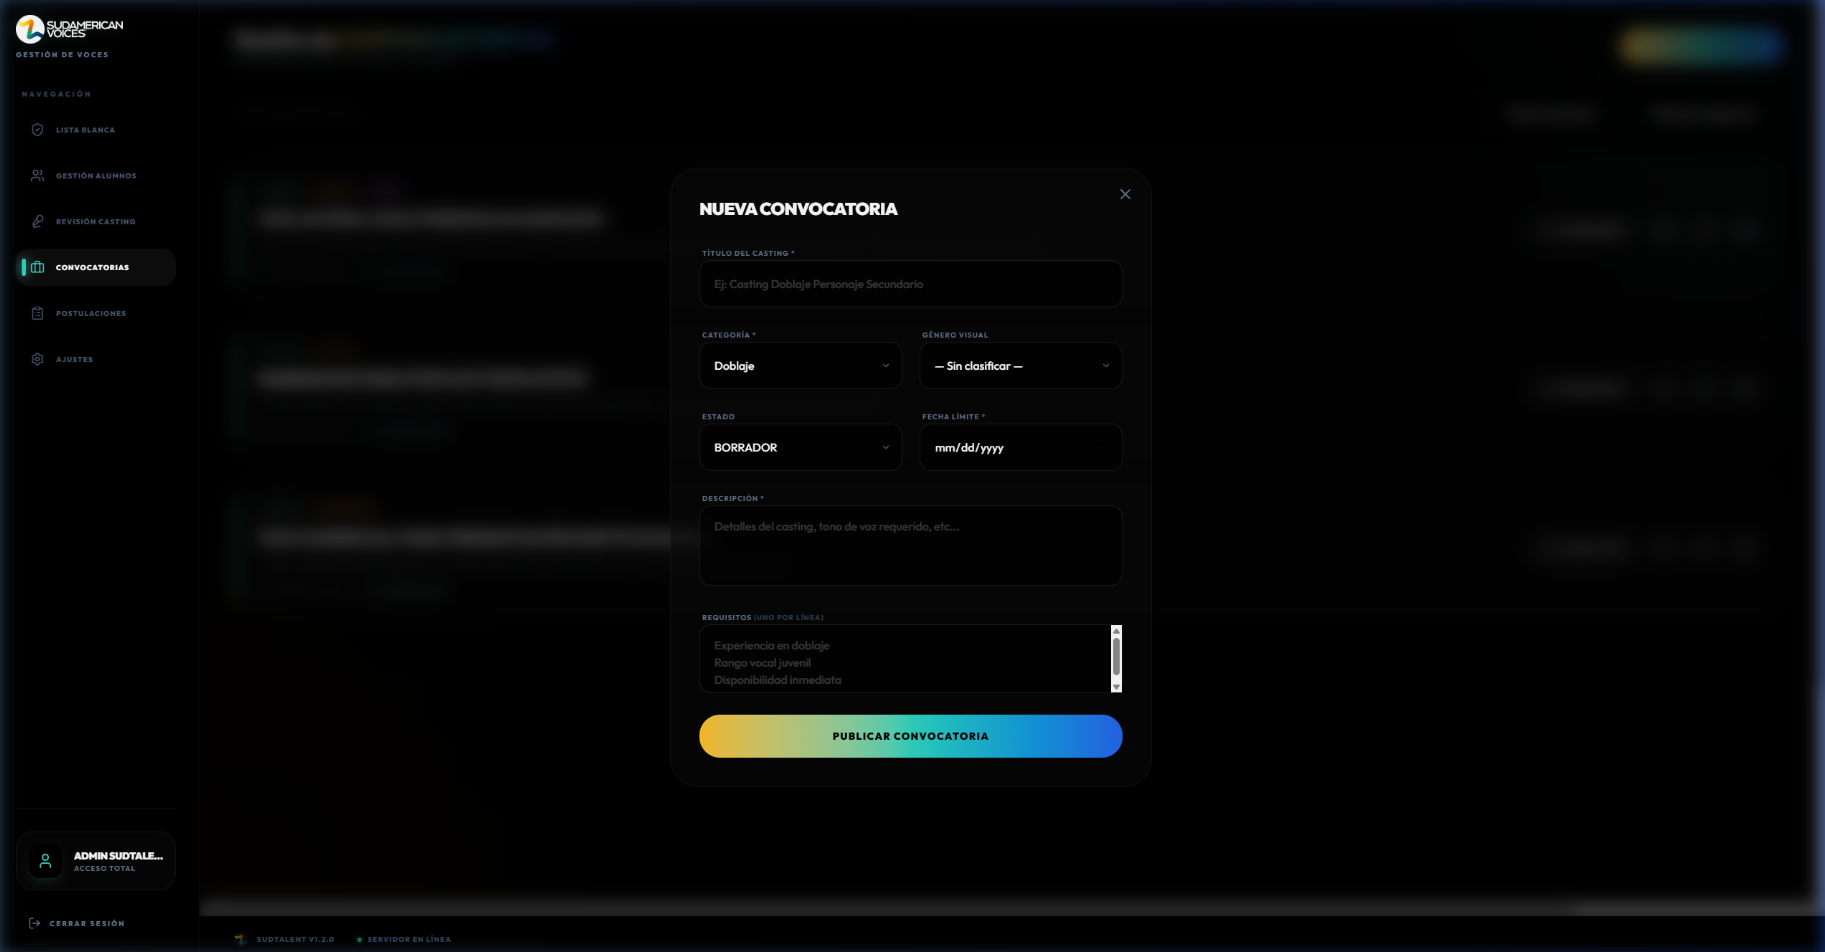 SUDAMERICAN
VOICES
GESTIÓN DE VOCES
NAVEGACIÓN
LISTA BLANCA
GESTIÓN ALUMNOS
REVISIÓN CASTING
CONVOCATORIAS
POSTULACIONES
AJUSTES
ADMIN SUDTALE...
ACCESO TOTAL
CERRAR SESIÓN
NUEVA CONVOCATORIA
TÍTULO DEL CASTING *
Ej: Casting Doblaje Personaje Secundario
CATEGORÍA * GÉNERO VISUAL
Doblaje — Sin clasificar —
ESTADO FECHA LÍMITE *
BORRADOR mm/dd/yyyy
DESCRIPCIÓN *
Detalles del casting, tono de voz requerido, etc...
REQUISITOS (UNO POR LÍNEA)
Experiencia en doblaje
Rango vocal juvenil
Disponibilidad inmediata
PUBLICAR CONVOCATORIA
SUDTALENT V1.2.0 SERVIDOR EN LÍNEA